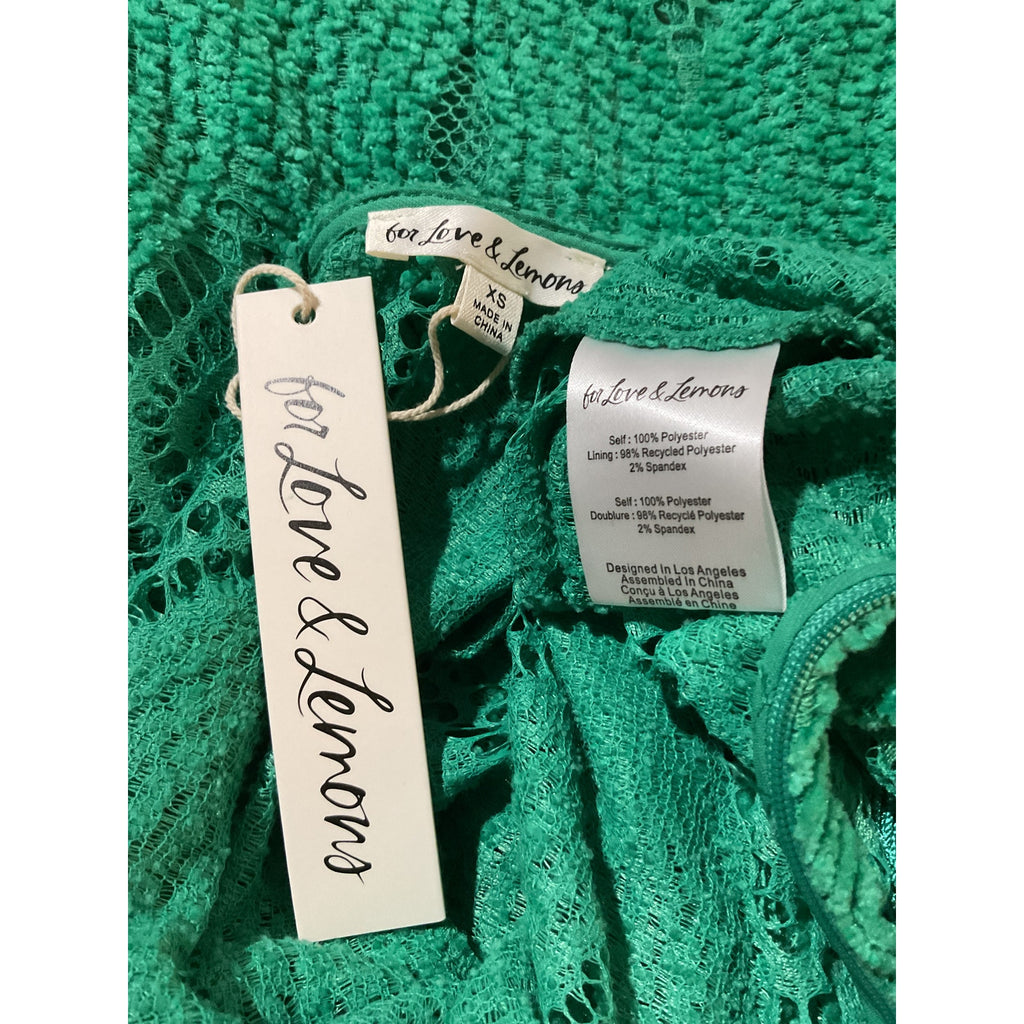 for Love & Lemons
XS
MADE IN
CHINA
for Love & Lemons
for Love & Lemons
Self : 100% Polyester
Lining : 98% Recycled Polyester
2% Spandex
Self : 100% Polyester
Doublure : 98% Recyclé Polyester
2% Spandex
Designed in Los Angeles
Assembled in China
Conçu à Los Angeles
Assemblé en Chine